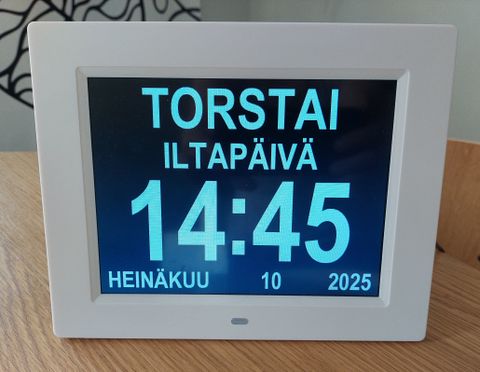 TORSTAI
ILTAPÄIVÄ
14:45
HEINÄKUU 10 2025